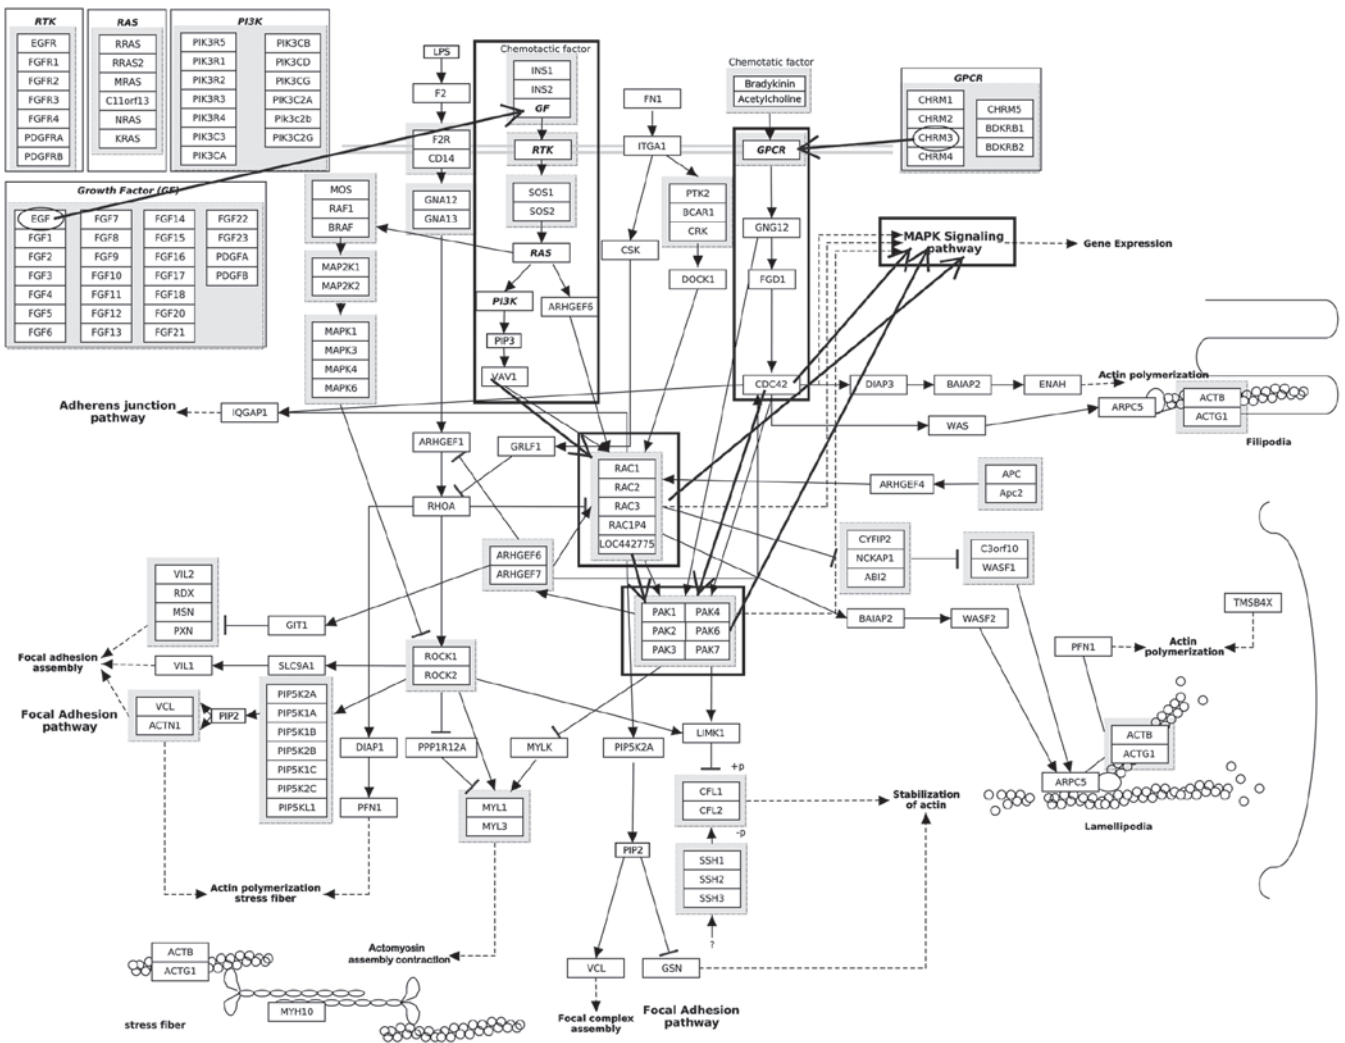 RTK
EGFR
FGFR1
FGFR2
FGFR3
FGFR4
PDGFRA
PDGFRB
RAS
RRAS
RRAS2
MRAS
C11orf13
NRAS
KRAS
PI3K
PIK3R5
PIK3R1
PIK3R2
PIK3R3
PIK3R4
PIK3C3
PIK3CA
PIK3CB
PIK3CD
PIK3CG
PIK3C2A
Pik3c2b
PIK3C2G
Growth Factor (GF)
EGF
FGF1
FGF2
FGF3
FGF4
FGF5
FGF6
FGF7
FGF8
FGF9
FGF10
FGF11
FGF12
FGF13
FGF14
FGF15
FGF16
FGF17
FGF18
FGF20
FGF21
FGF22
FGF23
PDGFA
PDGFB
LPS
F2
F2R
CD14
GNA12
GNA13
MOS
RAF1
BRAF
MAP2K1
MAP2K2
MAPK1
MAPK3
MAPK4
MAPK6
Chemotactic factor
INS1
INS2
GF
RTK
SOS1
SOS2
RAS
PI3K
ARHGEF6
PIP3
VAV1
FN1
ITGA1
CSK
PTK2
BCAR1
CRK
DOCK1
Chemotatic factor
Bradykinin
Acetylcholine
GPCR
GNG12
FGD1
CDC42
GPCR
CHRM1
CHRM2
CHRM3
CHRM4
CHRM5
BDKRB1
BDKRB2
MAPK Signaling
pathway
Gene Expression
DIAP3
BAIAP2
ENAH
Actin polymerization
ARPC5
ACTB
ACTG1
Filipodia
WAS
Adherens junction
pathway
IQGAP1
ARHGEF1
GRLF1
RHOA
RAC1
RAC2
RAC3
RAC1P4
LOC442775
ARHGEF4
APC
Apc2
ARHGEF6
ARHGEF7
CYFIP2
NCKAP1
ABI2
C3orf10
WASF1
VIL2
RDX
MSN
PXN
GIT1
PAK1
PAK4
PAK2
PAK6
PAK3
PAK7
BAIAP2
WASF2
TMSB4X
PFN1
Actin
polymerization
Focal adhesion
assembly
VIL1
SLC9A1
ROCK1
ROCK2
Focal Adhesion
pathway
VCL
ACTN1
PIP2
PIP5K2A
PIP5K1A
PIP5K1B
PIP5K2B
PIP5K1C
PIP5K2C
PIP5KL1
DIAP1
PPP1R12A
MYLK
PIP5K2A
LIMK1
PFN1
MYL1
MYL3
+p
CFL1
CFL2
-p
Stabilization
of actin
ACTB
ACTG1
ARPC5
Lamellipodia
PIP2
SSH1
SSH2
SSH3
?
Actin polymerization
stress fiber
Actomyosin
assembly contraction
ACTB
ACTG1
MYH10
stress fiber
VCL
GSN
Focal complex
assembly
Focal Adhesion
pathway